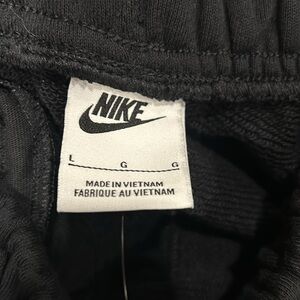 NIKE
L G G
MADE IN VIETNAM
FABRIQUE AU VIETNAM